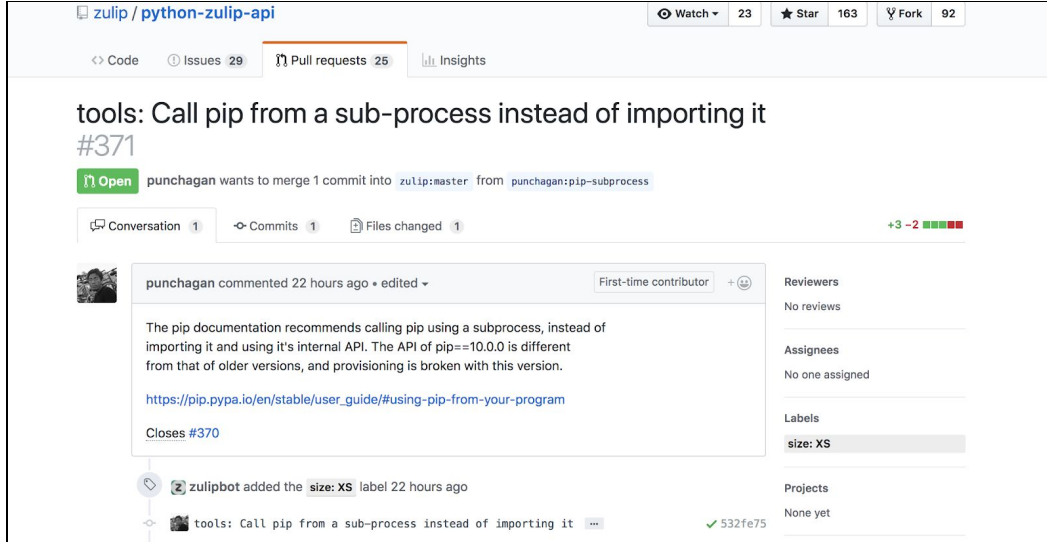 zulip / python-zulip-api
Watch 23 Star 163 Fork 92
Code Issues 29 Pull requests 25 Insights
tools: Call pip from a sub-process instead of importing it
#371
Open punchagan wants to merge 1 commit into zulip:master from punchagan:pip-subprocess
Conversation 1 Commits 1 Files changed 1 +3 −2
punchagan commented 22 hours ago • edited First-time contributor +
The pip documentation recommends calling pip using a subprocess, instead of
importing it and using it's internal API. The API of pip==10.0.0 is different
from that of older versions, and provisioning is broken with this version.
https://pip.pypa.io/en/stable/user_guide/#using-pip-from-your-program
Closes #370
zulipbot added the size: XS label 22 hours ago
tools: Call pip from a sub-process instead of importing it ... 532fe75
Reviewers
No reviews
Assignees
No one assigned
Labels
size: XS
Projects
None yet